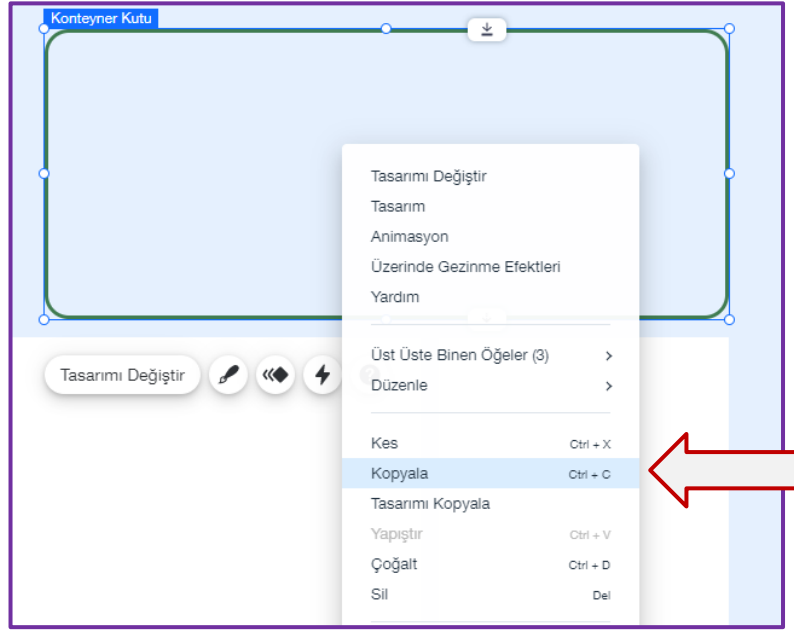 Konteyner Kutu
Tasarımı Değiştir
Tasarım
Animasyon
Üzerinde Gezinme Efektleri
Yardım
Üst Üste Binen Öğeler (3)
Düzenle
Tasarımı Değiştir
Kes Ctrl + X
Kopyala Ctrl + C
Tasarımı Kopyala
Yapıştır Ctrl + V
Çoğalt Ctrl + D
Sil Del